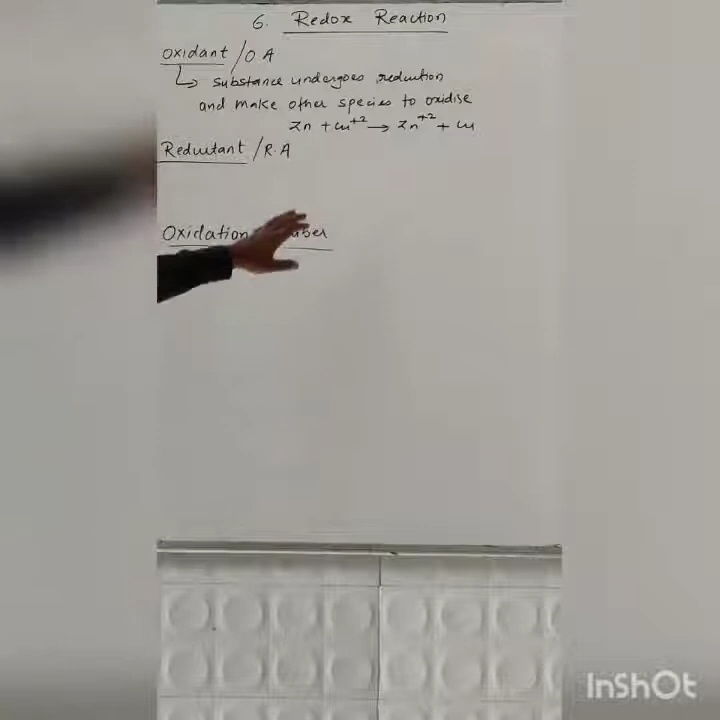 6. Redox Reaction
Oxidant / O A
↳ substance undergoes reduction
and make other species to oxidise
Zn + Cu⁺² → Zn⁺² + Cu
Reductant / R.A
Oxidation
InShOt